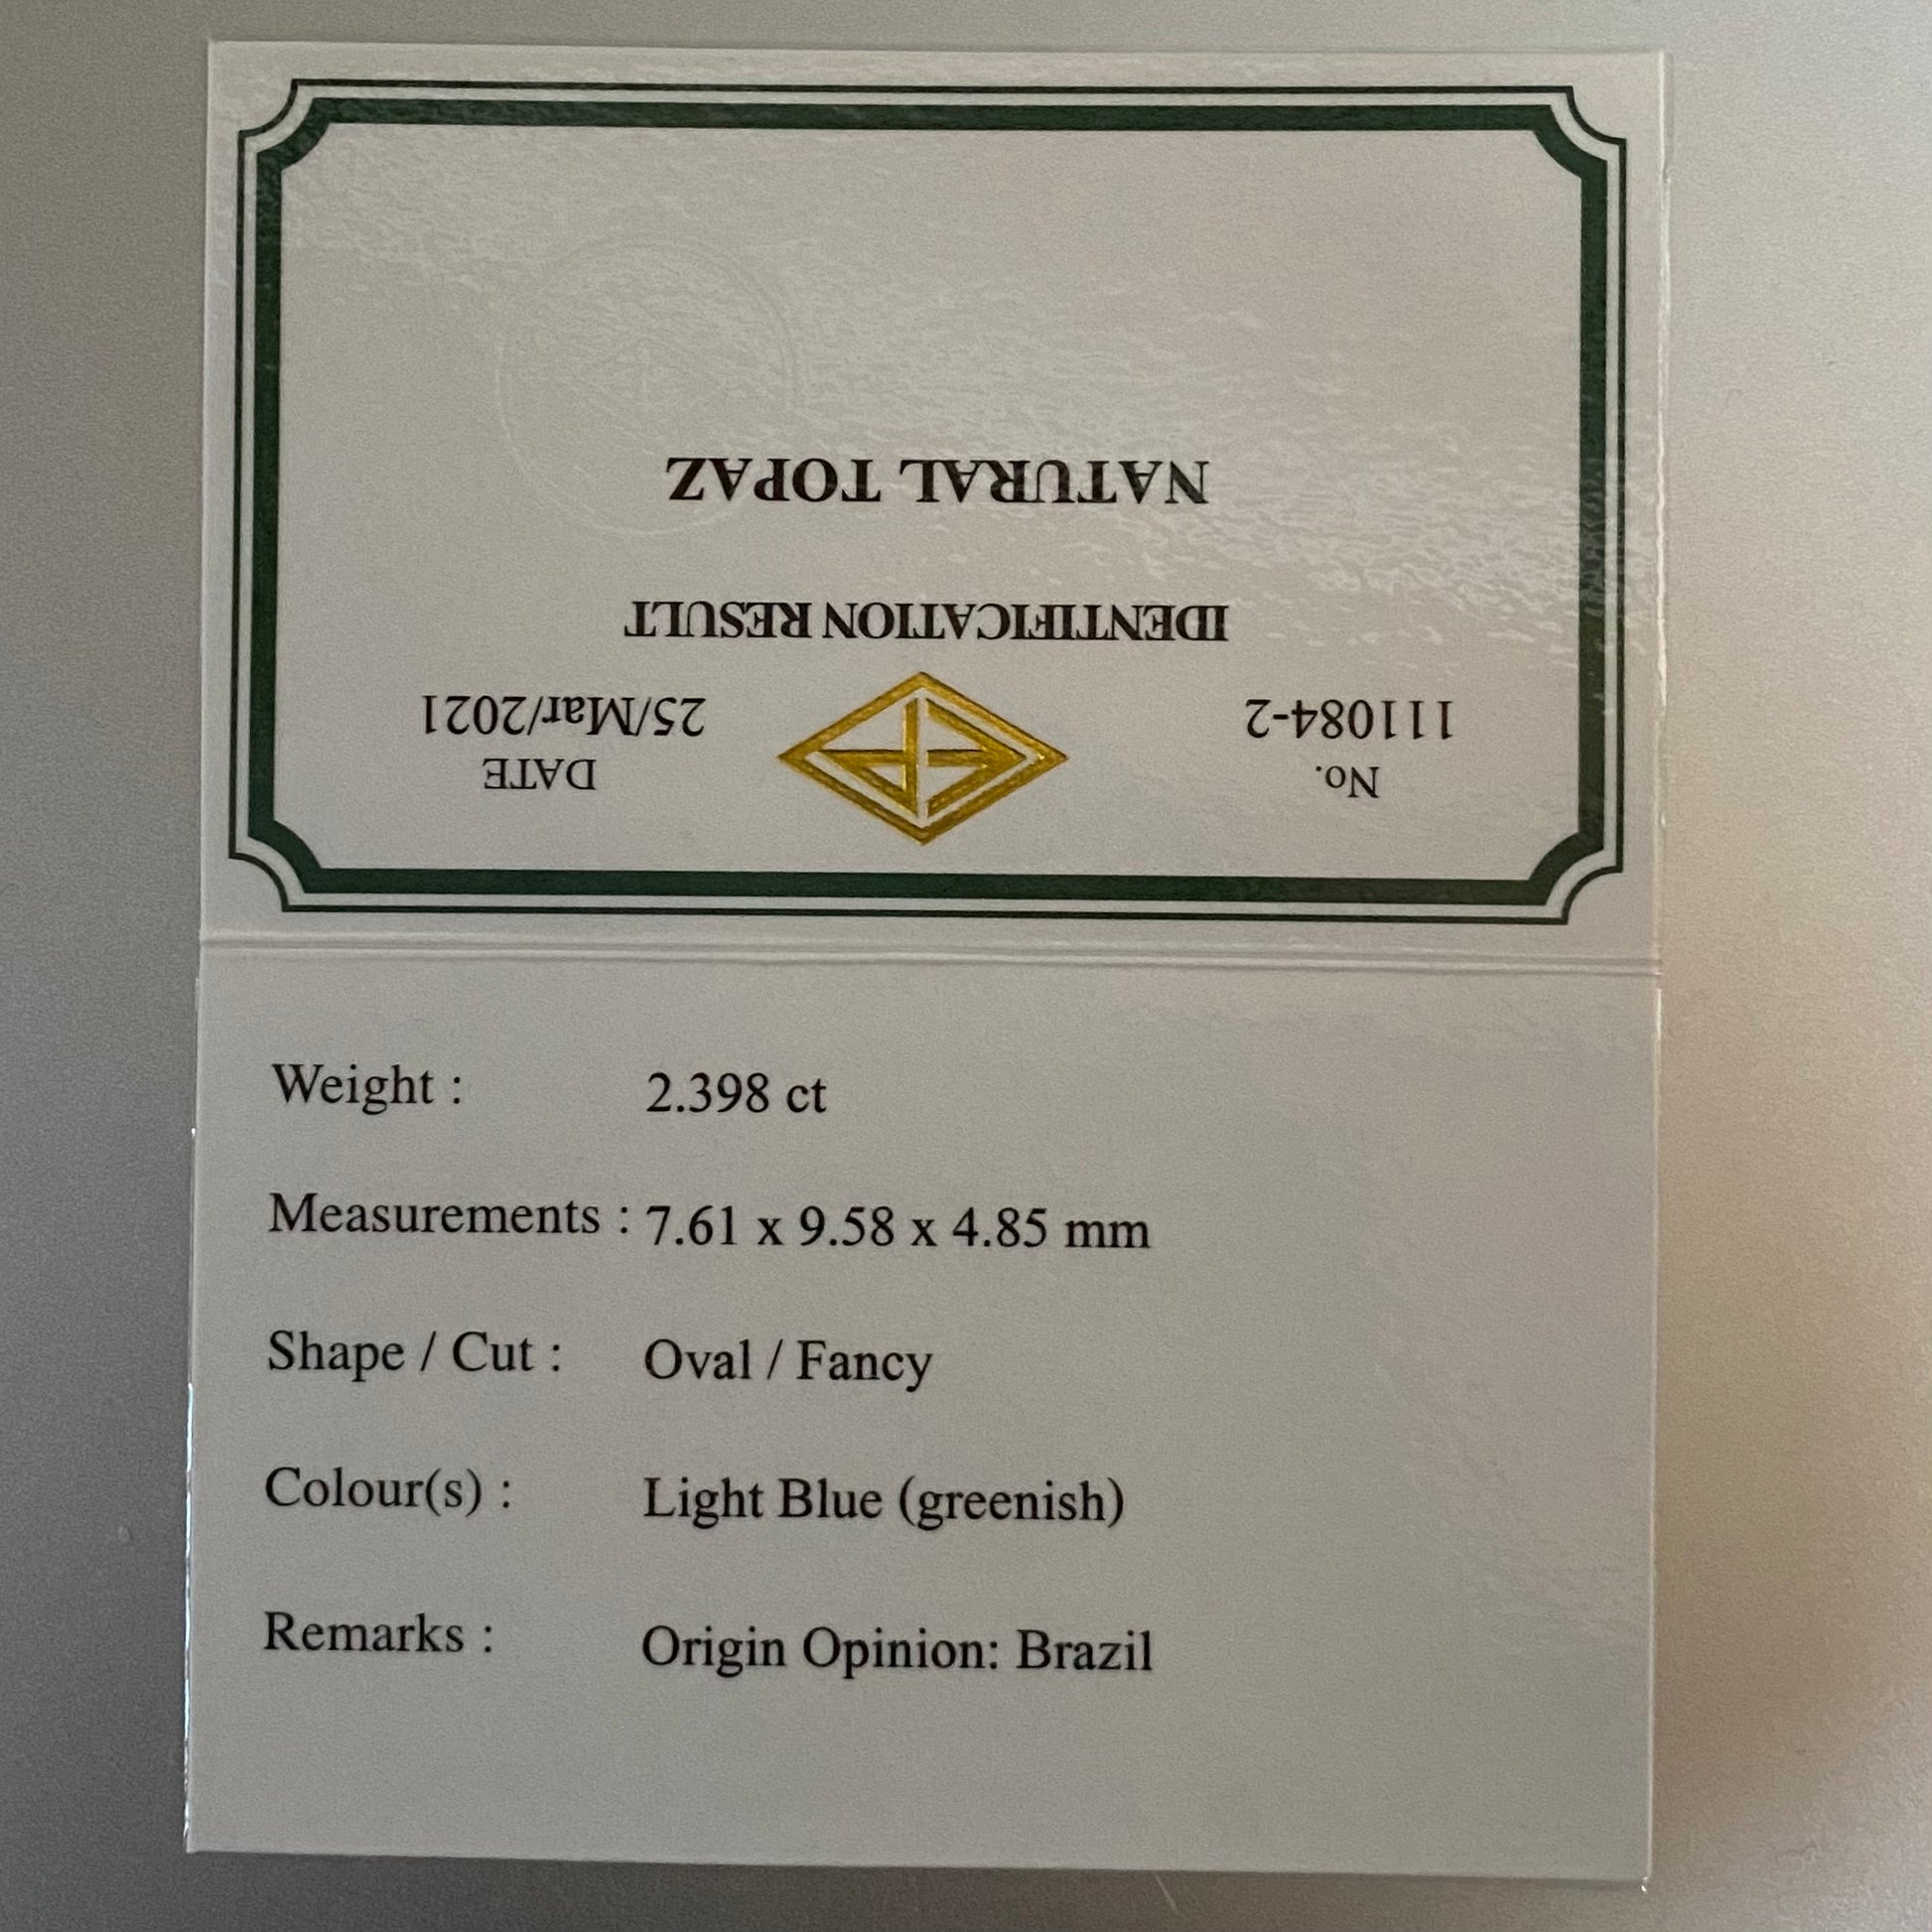 No.
111084-2
DATE
25/Mar/2021
IDENTIFICATION RESULT
NATURAL TOPAZ
Weight : 2.398 ct
Measurements : 7.61 x 9.58 x 4.85 mm
Shape / Cut : Oval / Fancy
Colour(s) : Light Blue (greenish)
Remarks : Origin Opinion: Brazil